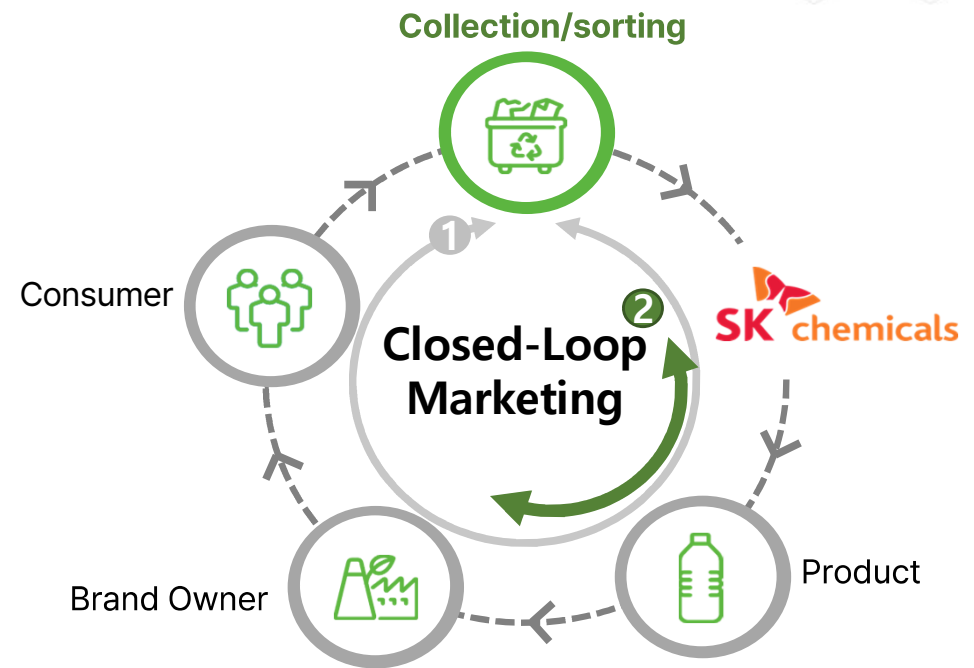 Collection/sorting
1
Consumer
2
SK chemicals
Closed-Loop
Marketing
Product
Brand Owner